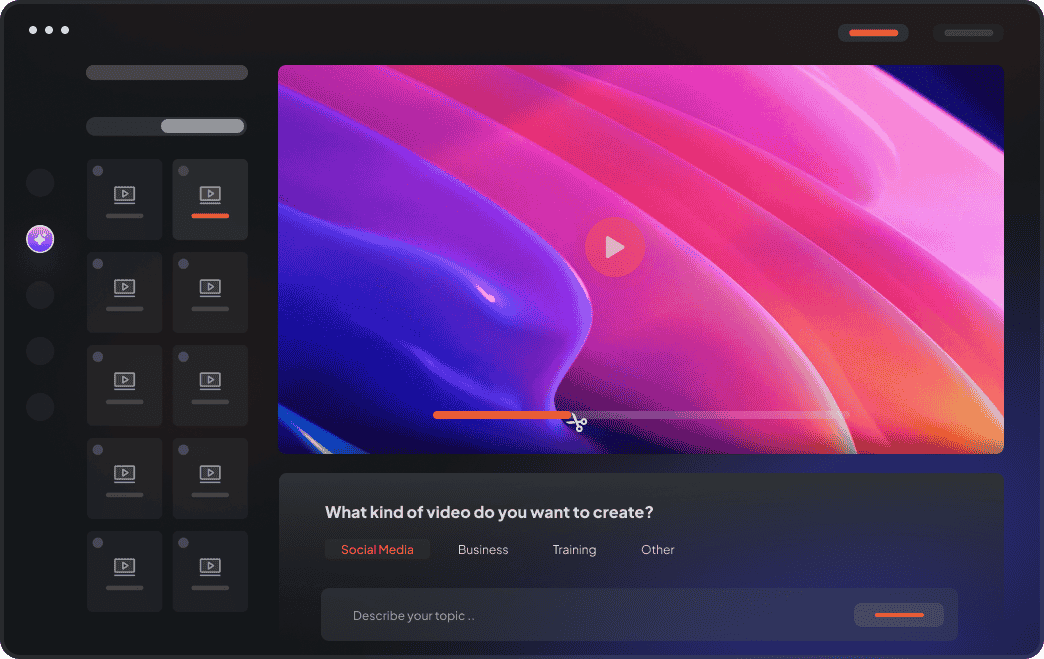 What kind of video do you want to create?
Social Media Business Training Other
Describe your topic ..